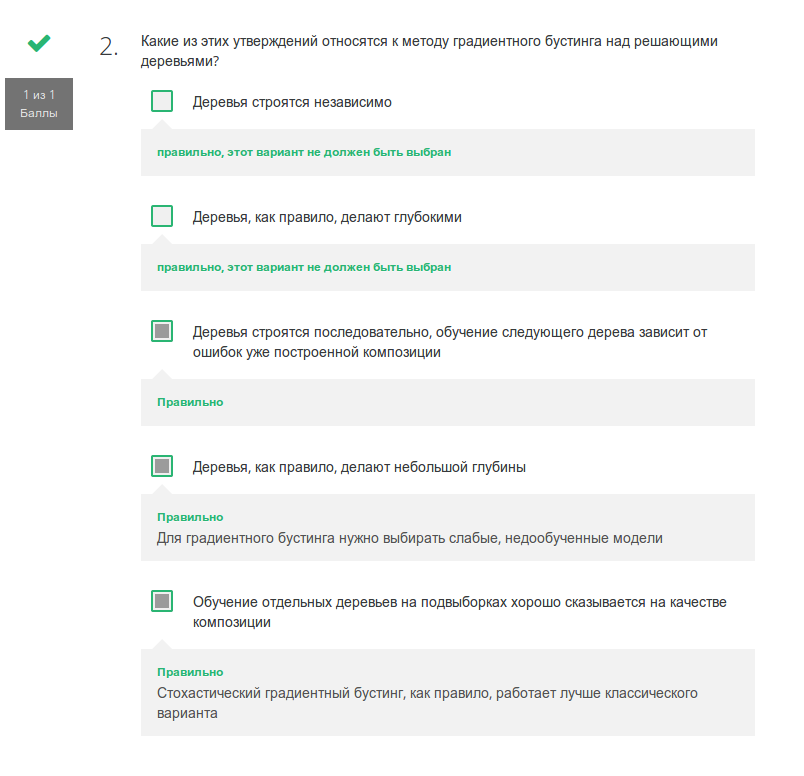 2.
Какие из этих утверждений относятся к методу градиентного бустинга над решающими
деревьями?
1 из 1
Баллы
Деревья строятся независимо
правильно, этот вариант не должен быть выбран
Деревья, как правило, делают глубокими
правильно, этот вариант не должен быть выбран
Деревья строятся последовательно, обучение следующего дерева зависит от
ошибок уже построенной композиции
Правильно
Деревья, как правило, делают небольшой глубины
Правильно
Для градиентного бустинга нужно выбирать слабые, недообученные модели
Обучение отдельных деревьев на подвыборках хорошо сказывается на качестве
композиции
Правильно
Стохастический градиентный бустинг, как правило, работает лучше классического
варианта